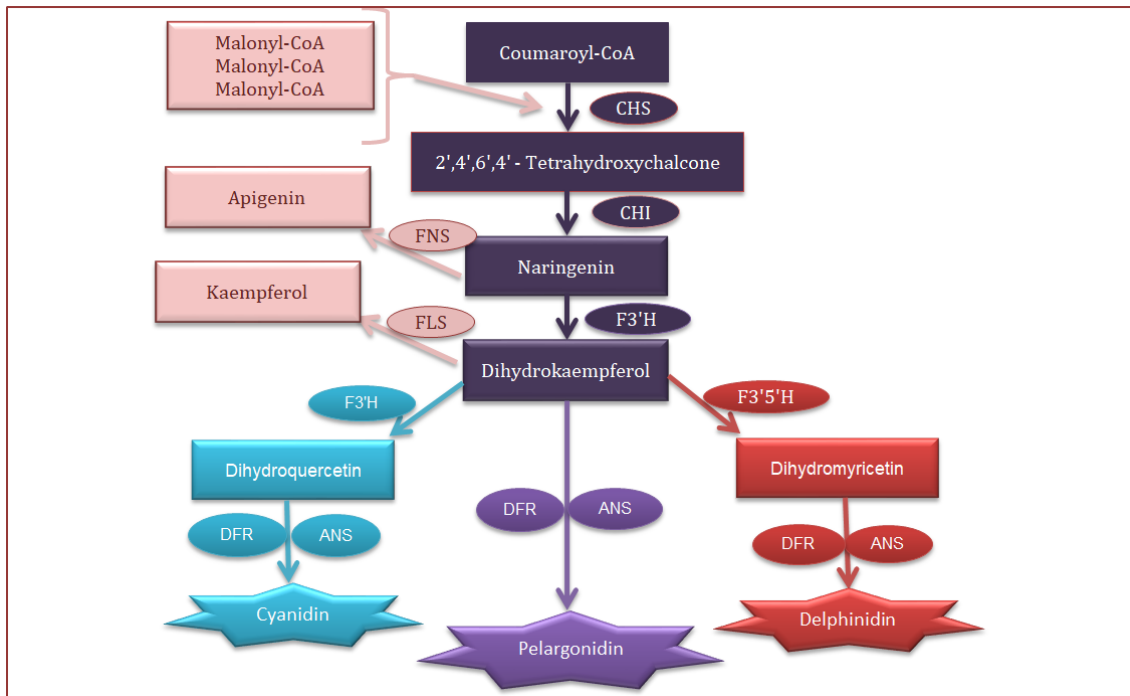 Malonyl-CoA
Malonyl-CoA
Malonyl-CoA
Coumaroyl-CoA
CHS
2',4',6',4' - Tetrahydroxychalcone
CHI
Apigenin
FNS
Naringenin
Kaempferol
FLS
F3'H
Dihydrokaempferol
F3'H
F3'5'H
Dihydroquercetin
Dihydromyricetin
DFR
ANS
DFR
ANS
DFR
ANS
Cyanidin
Pelargonidin
Delphinidin